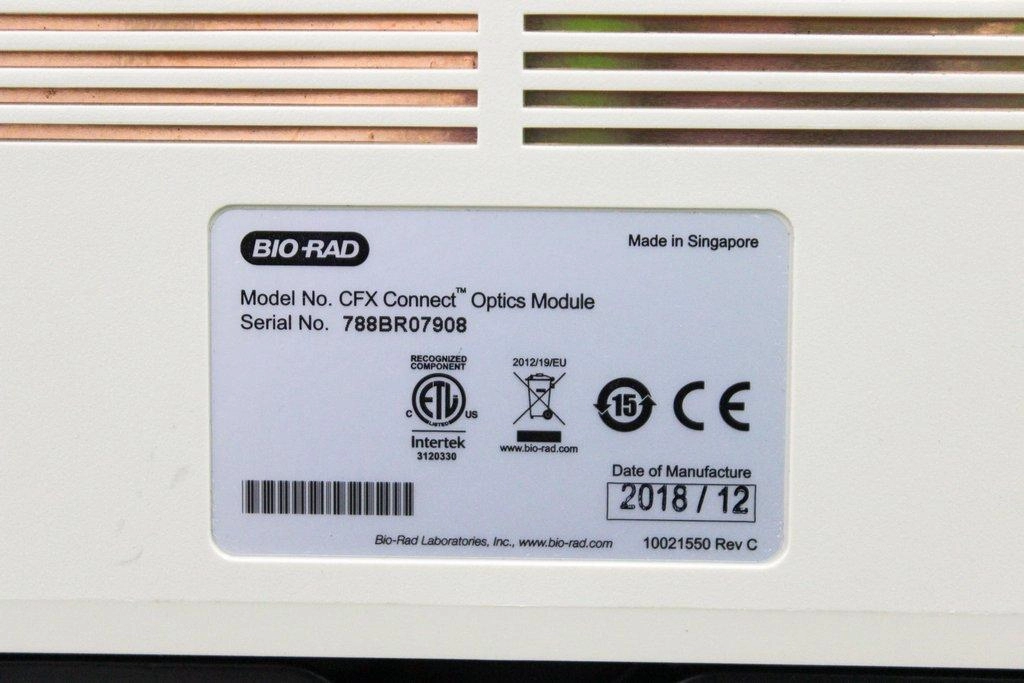 BIO-RAD
Made in Singapore
Model No. CFX Connect™ Optics Module
Serial No. 788BR07908
RECOGNIZED
COMPONENT
C ETL US
LISTED
Intertek
3120330
2012/19/EU
www.bio-rad.com
15
CE
Date of Manufacture
2018 / 12
Bio-Rad Laboratories, Inc., www.bio-rad.com
10021550 Rev C